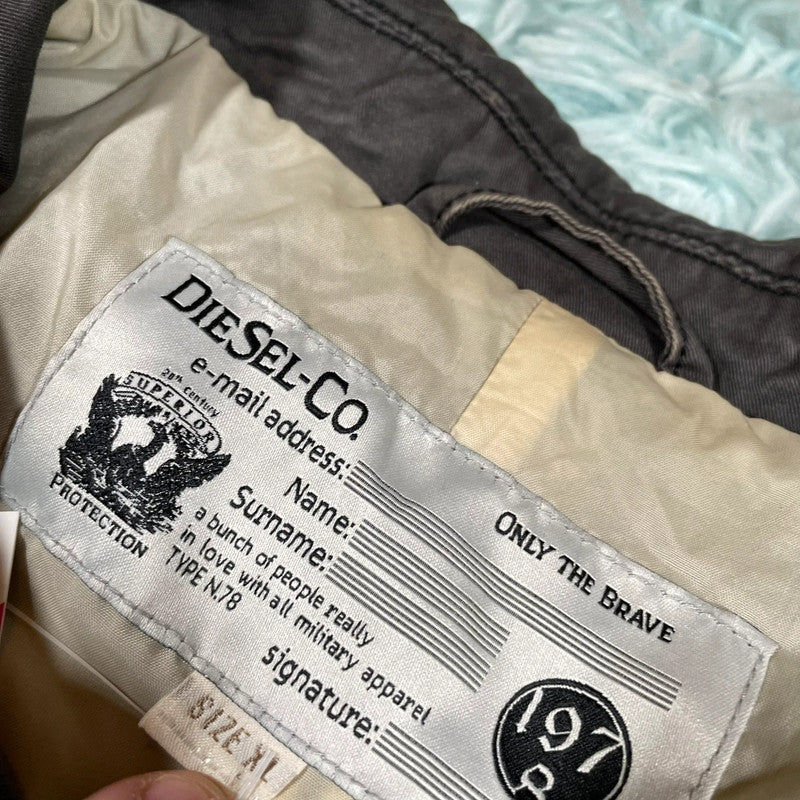 DIESEL-CO.
e-mail address:
20th century
SUPERIOR
PROTECTION
Name:
Surname:
a bunch of people really
in love with all military apparel
TYPE N.78
signature:
ONLY THE BRAVE
197
8
SIZE XL